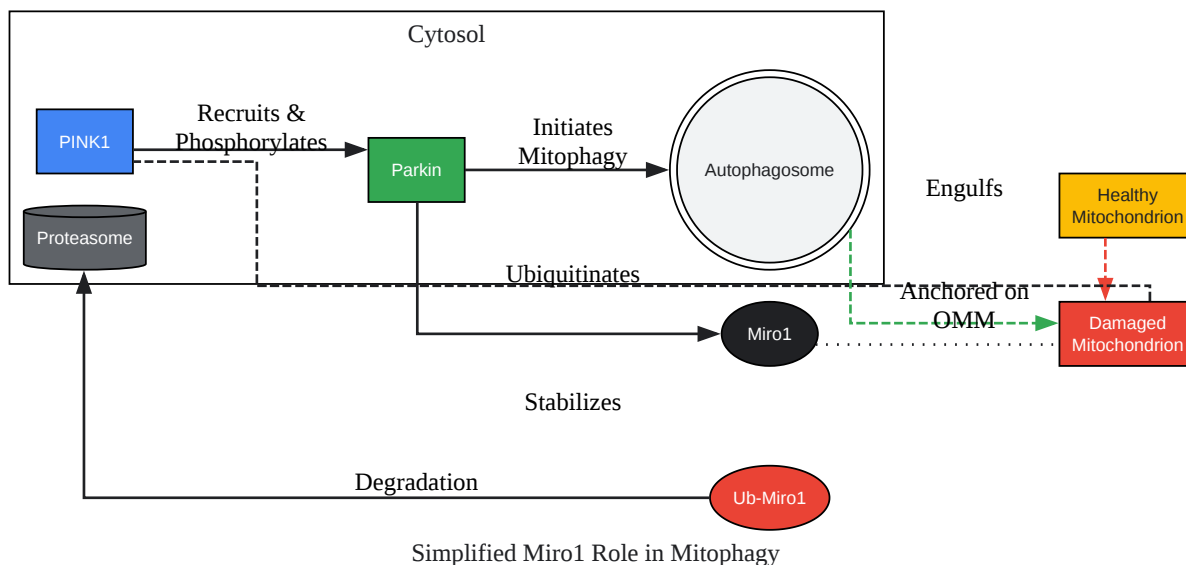 Cytosol
PINK1
Recruits &
Phosphorylates
Parkin
Initiates
Mitophagy
Autophagosome
Engulfs
Healthy
Mitochondrion
Proteasome
Ubiquitinates
Anchored on
OMM
Miro1
Damaged
Mitochondrion
Stabilizes
Degradation
Ub-Miro1
Simplified Miro1 Role in Mitophagy